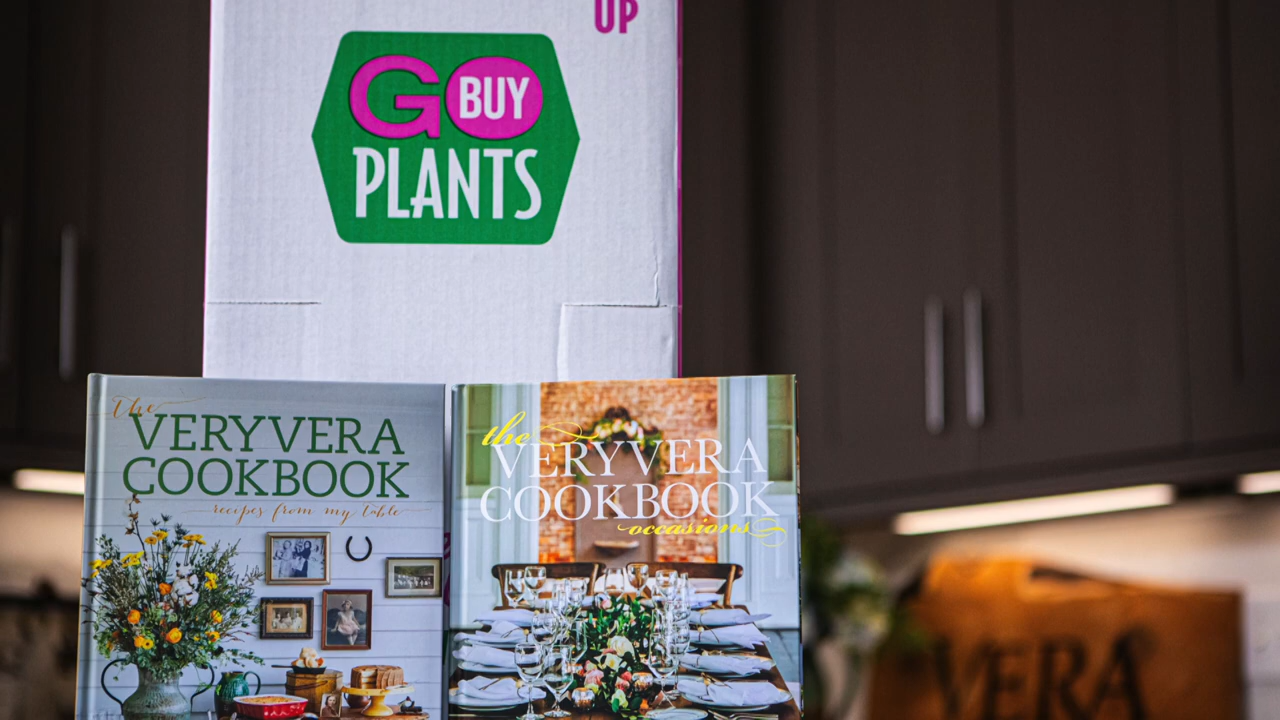 UP
GO BUY
PLANTS
the
VERYVERA
COOKBOOK
recipes from my table
the
VERYVERA
COOKBOOK
occasions
VERA